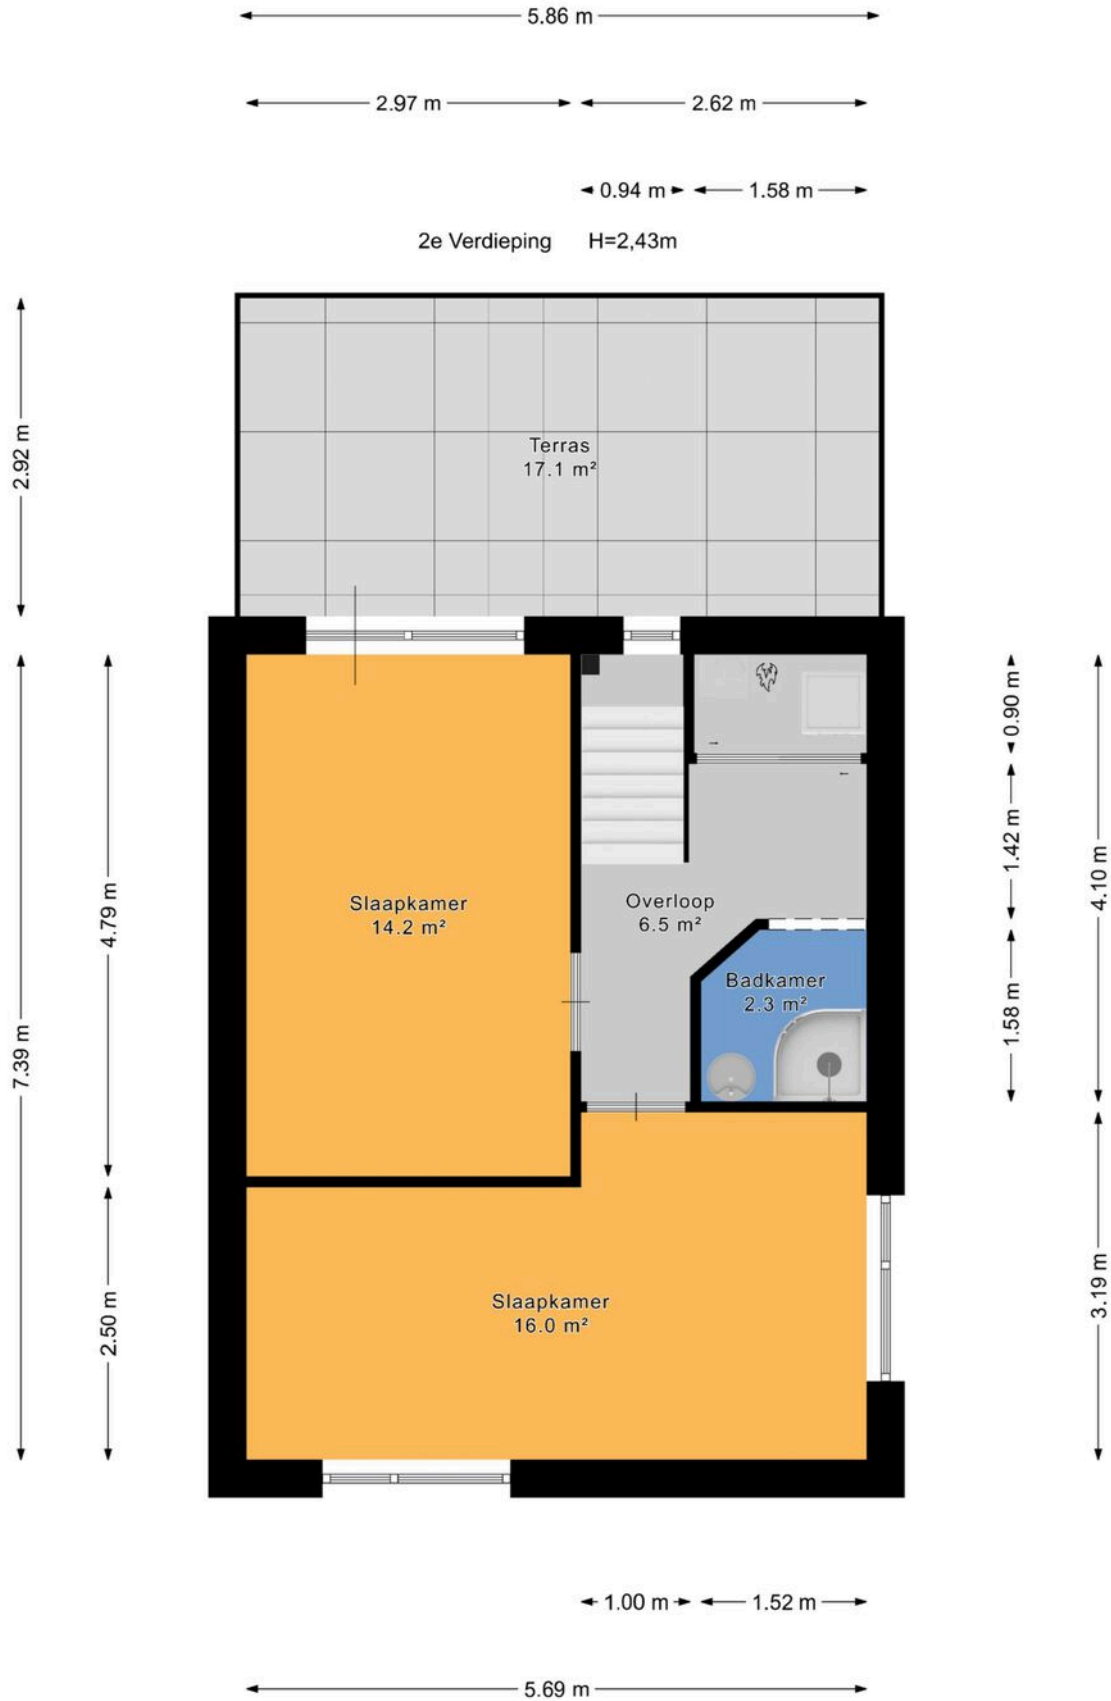 5.86 m
2.97 m
2.62 m
0.94 m
1.58 m
2e Verdieping H=2,43m
2.92 m
Terras
17.1 m²
0.90 m
1.42 m
4.10 m
4.79 m
Slaapkamer
14.2 m²
Overloop
6.5 m²
Badkamer
2.3 m²
1.58 m
7.39 m
2.50 m
Slaapkamer
16.0 m²
3.19 m
1.00 m
1.52 m
5.69 m